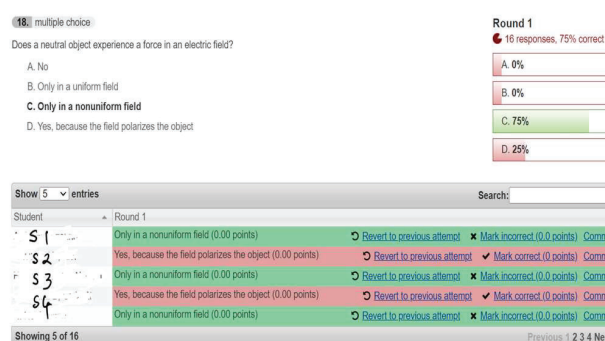 18. multiple choice
Does a neutral object experience a force in an electric field?
A. No
B. Only in a uniform field
C. Only in a nonuniform field
D. Yes, because the field polarizes the object
Round 1
16 responses, 75% correct
A. 0%
B. 0%
C. 75%
D. 25%
Show 5 entries Search:
Student Round 1
S1 Only in a nonuniform field (0.00 points) Revert to previous attempt Mark incorrect (0.0 points) Comm
S2 Yes, because the field polarizes the object (0.00 points) Revert to previous attempt Mark correct (0.0 points) Comm
S3 Only in a nonuniform field (0.00 points) Revert to previous attempt Mark incorrect (0.0 points) Comm
S4 Yes, because the field polarizes the object (0.00 points) Revert to previous attempt Mark correct (0.0 points) Comm
Only in a nonuniform field (0.00 points) Revert to previous attempt Mark incorrect (0.0 points) Comm
Showing 5 of 16 Previous 1 2 3 4 Ne